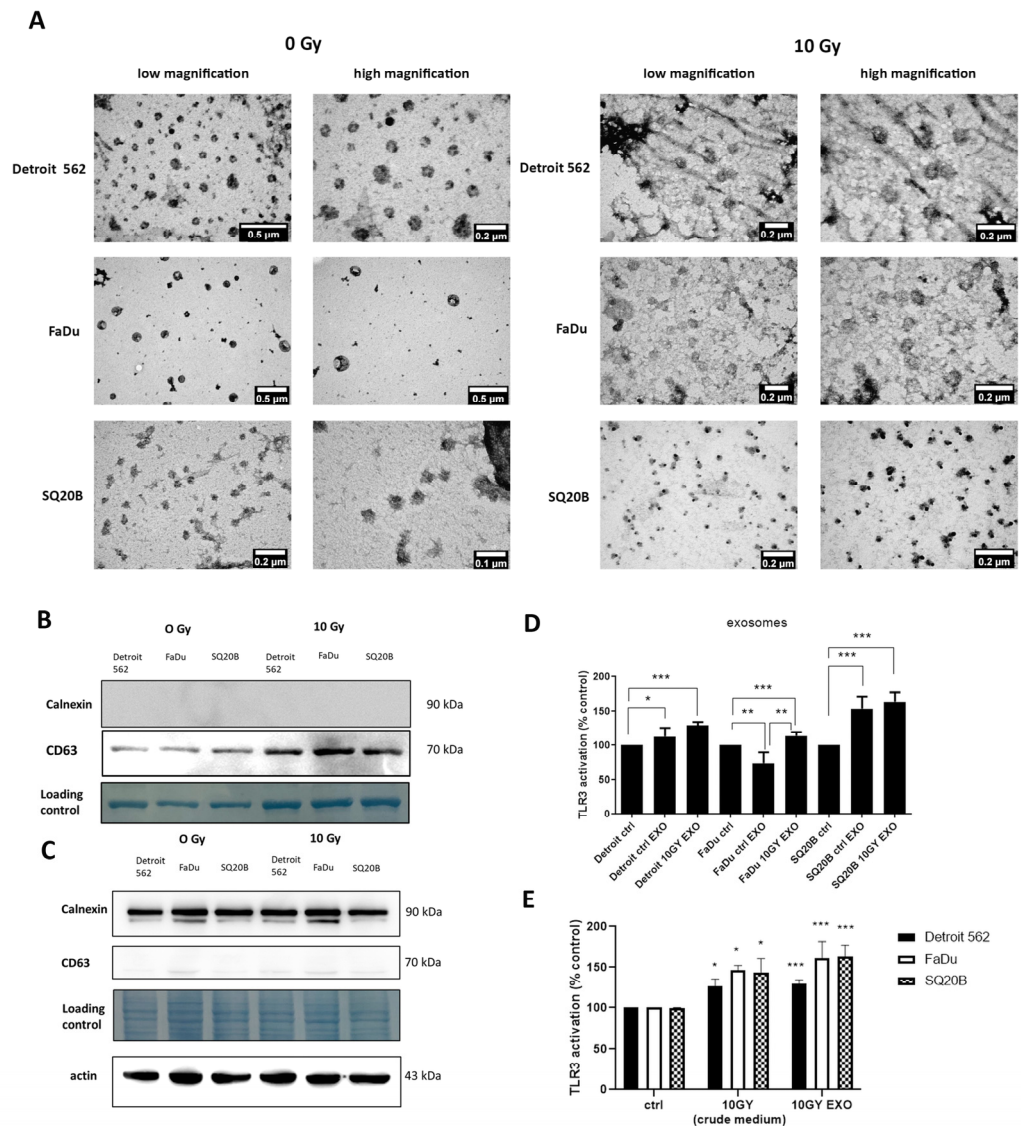 A
0 Gy
low magnification
high magnification
10 Gy
low magnification
high magnification
Detroit 562
0.5 µm
0.2 µm
Detroit 562
0.2 µm
0.2 µm
FaDu
0.5 µm
0.5 µm
FaDu
0.2 µm
0.2 µm
SQ20B
0.2 µm
0.1 µm
SQ20B
0.2 µm
0.2 µm
B
O Gy
10 Gy
Detroit
562
FaDu
SQ20B
Detroit
562
FaDu
SQ20B
Calnexin
90 kDa
CD63
70 kDa
Loading
control
C
O Gy
10 Gy
Detroit
562
FaDu
SQ20B
Detroit
562
FaDu
SQ20B
Calnexin
90 kDa
CD63
70 kDa
Loading
control
actin
43 kDa
D
exosomes
TLR3 activation (% control)
200
150
100
50
0
*
***
**
**
***
***
***
Detroit ctrl
Detroit ctrl EXO
Detroit 10GY EXO
FaDu ctrl
FaDu ctrl EXO
FaDu 10GY EXO
SQ20B ctrl
SQ20B ctrl EXO
SQ20B 10GY EXO
E
TLR3 activation (% control)
200
150
100
50
0
*
*
*
***
***
***
ctrl
10GY
(crude medium)
10GY EXO
Detroit 562
FaDu
SQ20B